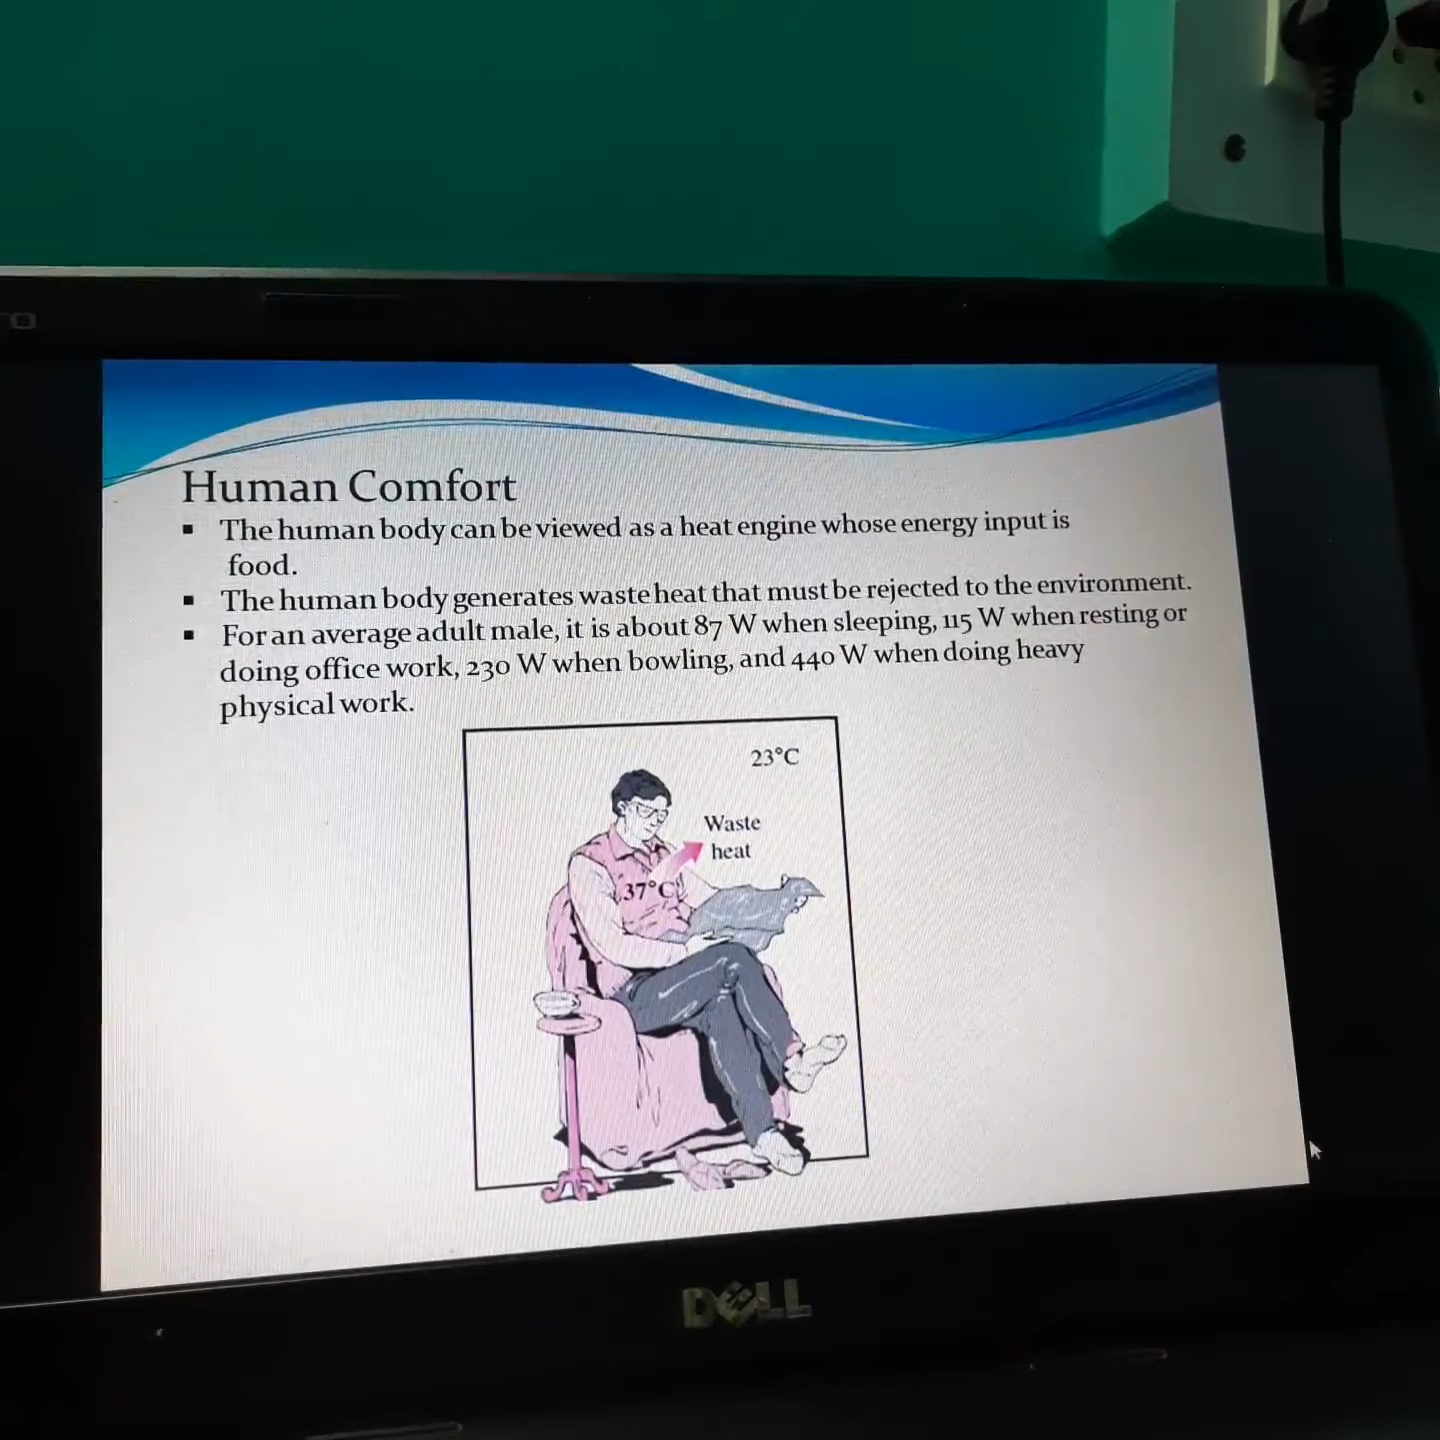 Human Comfort
▪ The human body can be viewed as a heat engine whose energy input is
food.
▪ The human body generates waste heat that must be rejected to the environment.
▪ For an average adult male, it is about 87 W when sleeping, 115 W when resting or
doing office work, 230 W when bowling, and 440 W when doing heavy
physical work.
23°C
Waste
heat
37°C
DELL